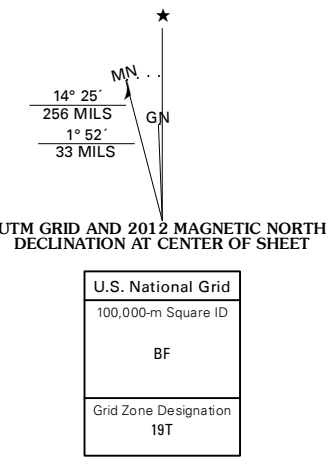 ★
MN
GN
14° 25´
256 MILS
1° 52´
33 MILS
UTM GRID AND 2012 MAGNETIC NORTH
DECLINATION AT CENTER OF SHEET
U.S. National Grid
100,000-m Square ID
BF
Grid Zone Designation
19T